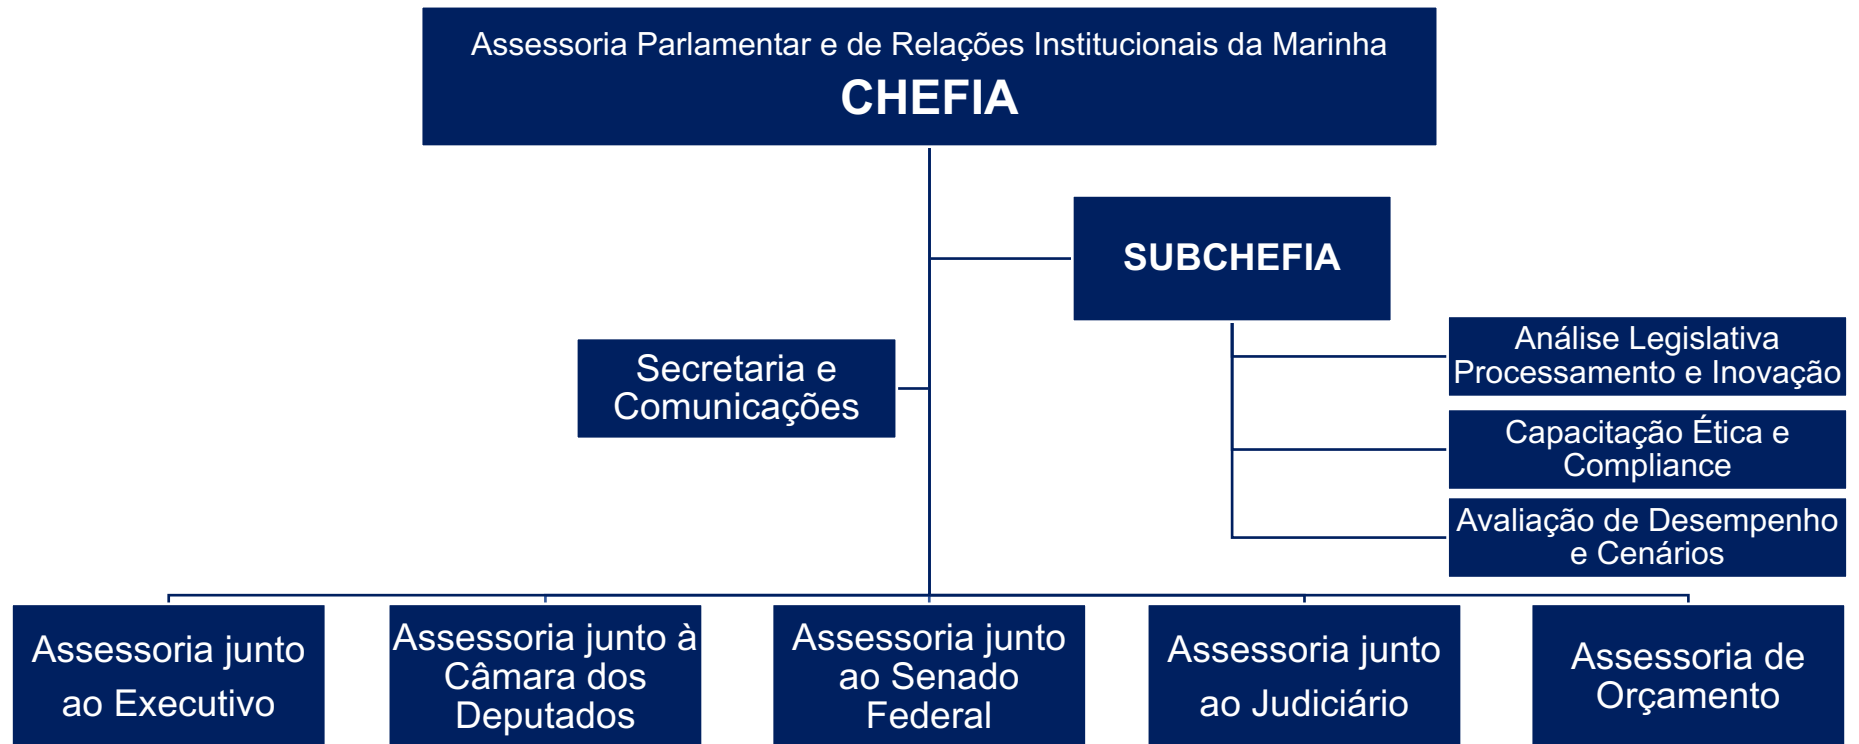 Assessoria Parlamentar e de Relações Institucionais da Marinha
CHEFIA
SUBCHEFIA
Secretaria e
Comunicações
Análise Legislativa
Processamento e Inovação
Capacitação Ética e
Compliance
Avaliação de Desempenho
e Cenários
Assessoria junto
ao Executivo
Assessoria junto à
Câmara dos
Deputados
Assessoria junto
ao Senado
Federal
Assessoria junto
ao Judiciário
Assessoria de
Orçamento